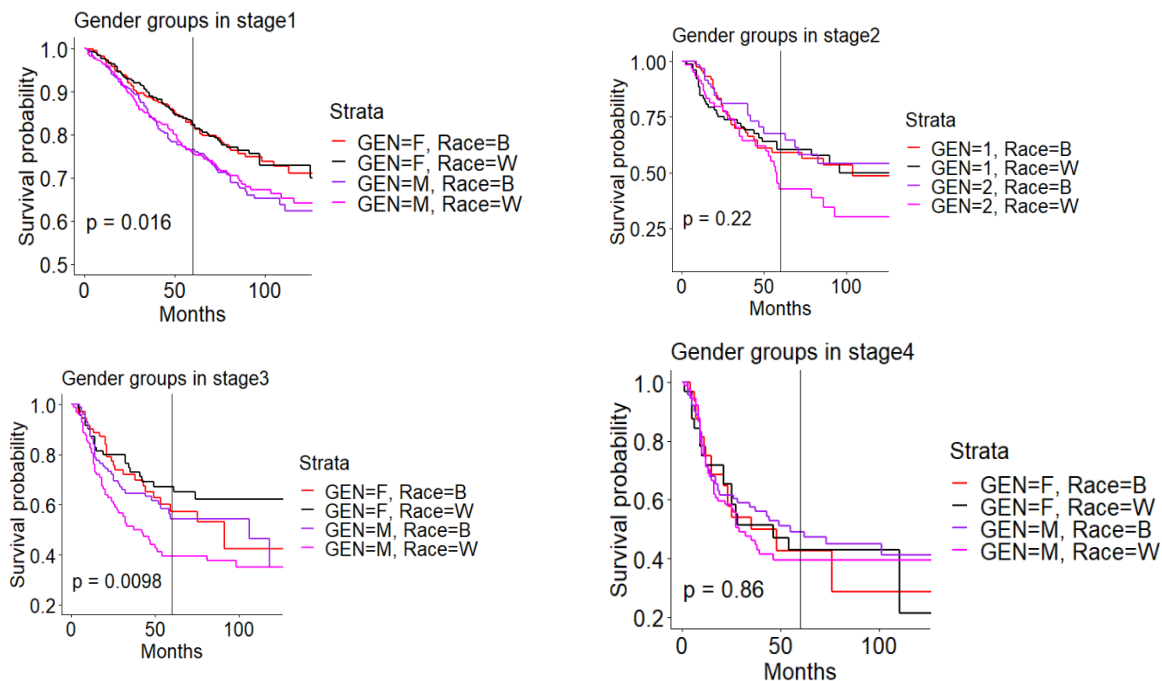 Gender groups in stage1
Survival probability
1.0
0.9
0.8
0.7
0.6
0.5
p = 0.016
0 50 100
Months
Strata
GEN=F, Race=B
GEN=F, Race=W
GEN=M, Race=B
GEN=M, Race=W
Gender groups in stage2
Survival probability
1.00
0.75
0.50
0.25
p = 0.22
0 50 100
Months
Strata
GEN=1, Race=B
GEN=1, Race=W
GEN=2, Race=B
GEN=2, Race=W
Gender groups in stage3
Survival probability
1.0
0.8
0.6
0.4
0.2
p = 0.0098
0 50 100
Months
Strata
GEN=F, Race=B
GEN=F, Race=W
GEN=M, Race=B
GEN=M, Race=W
Gender groups in stage4
Survival probability
1.0
0.8
0.6
0.4
0.2
p = 0.86
0 50 100
Months
Strata
GEN=F, Race=B
GEN=F, Race=W
GEN=M, Race=B
GEN=M, Race=W